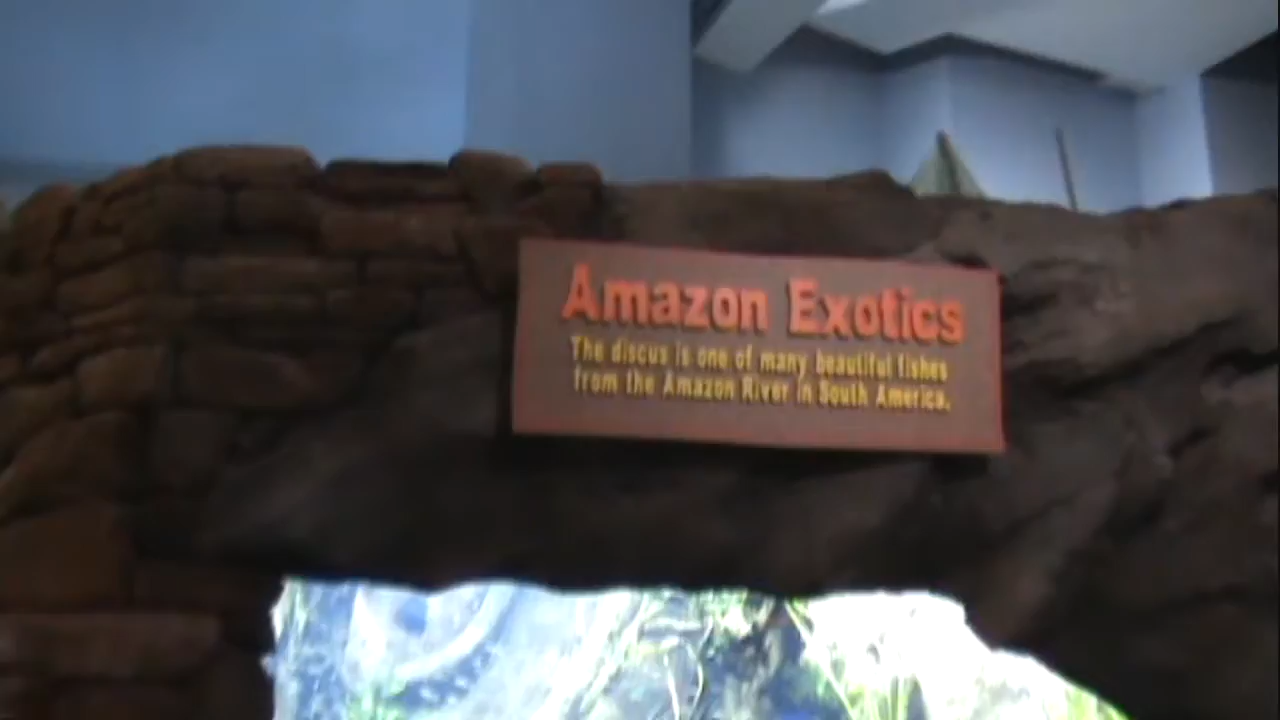 Amazon Exotics
The discus is one of many beautiful fishes
from the Amazon River in South America.